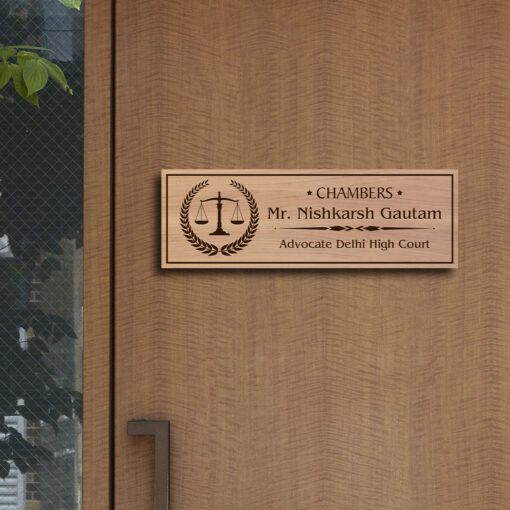 ★ CHAMBERS ★
Mr. Nishkarsh Gautam
Advocate Delhi High Court